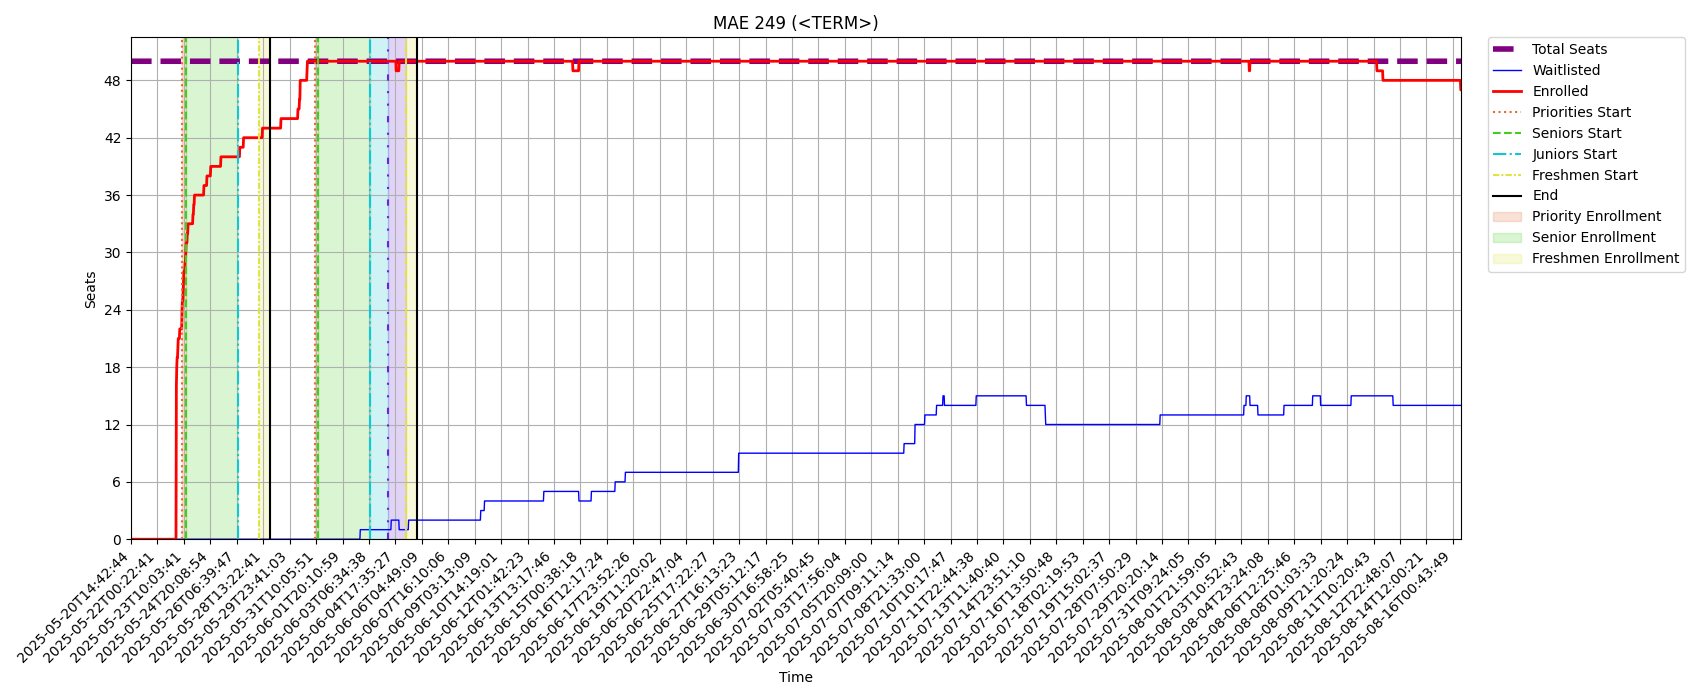 MAE 249 (<TERM>)
Total Seats
Waitlisted
Enrolled
Priorities Start
Seniors Start
Juniors Start
Freshmen Start
End
Priority Enrollment
Senior Enrollment
Freshmen Enrollment
Seats
48
42
36
30
24
18
12
6
0
2025-05-20T14:42:44
2025-05-22T00:22:41
2025-05-23T10:03:41
2025-05-24T20:08:54
2025-05-26T06:39:47
2025-05-28T13:22:41
2025-05-29T23:41:03
2025-05-31T10:05:51
2025-06-01T20:10:59
2025-06-03T06:34:38
2025-06-04T17:35:27
2025-06-06T04:49:09
2025-06-07T16:10:06
2025-06-09T03:13:09
2025-06-10T14:19:01
2025-06-12T01:42:23
2025-06-13T13:17:46
2025-06-15T00:38:18
2025-06-16T12:17:24
2025-06-17T23:52:26
2025-06-19T11:20:02
2025-06-20T22:47:04
2025-06-25T17:22:27
2025-06-27T16:13:23
2025-06-29T05:12:17
2025-06-30T16:58:25
2025-07-02T05:40:45
2025-07-03T17:56:04
2025-07-05T20:09:00
2025-07-07T09:11:14
2025-07-08T21:33:00
2025-07-10T10:17:47
2025-07-11T22:44:38
2025-07-13T11:40:40
2025-07-14T23:51:10
2025-07-16T13:50:48
2025-07-18T02:19:53
2025-07-19T15:02:37
2025-07-28T07:50:29
2025-07-29T20:20:14
2025-07-31T09:24:05
2025-08-01T21:59:05
2025-08-03T10:52:43
2025-08-04T23:24:08
2025-08-06T12:25:46
2025-08-08T01:03:33
2025-08-09T21:20:24
2025-08-11T10:20:43
2025-08-12T22:48:07
2025-08-14T12:00:21
2025-08-16T00:43:49
Time